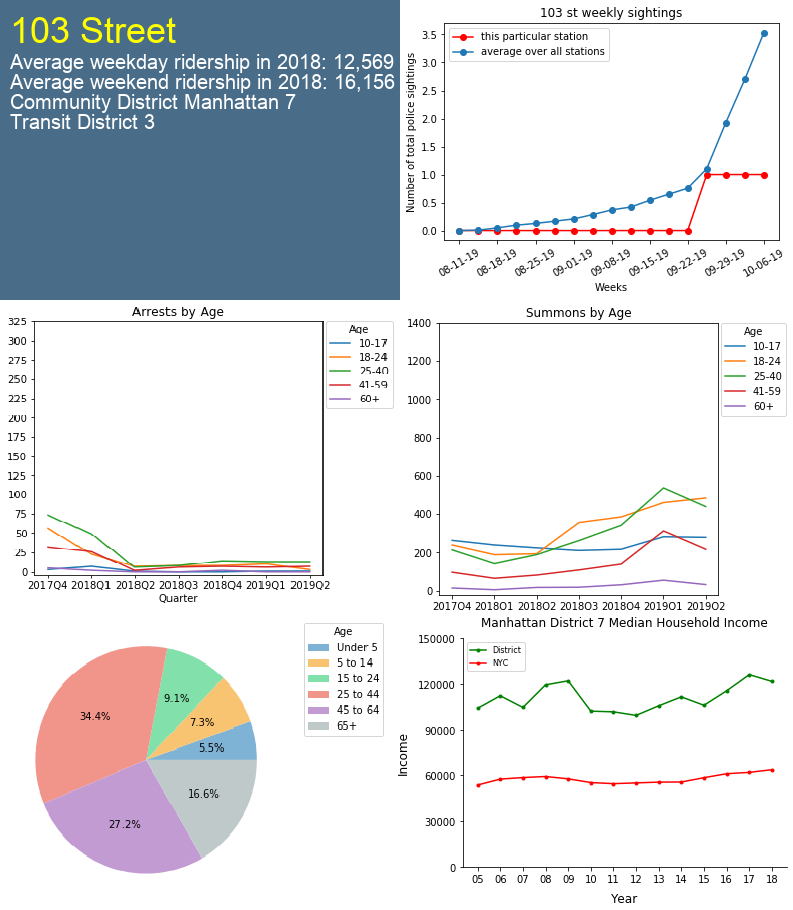 103 Street
Average weekday ridership in 2018: 12,569
Average weekend ridership in 2018: 16,156
Community District Manhattan 7
Transit District 3
103 st weekly sightings
this particular station
average over all stations
Number of total police sightings
3.5
3.0
2.5
2.0
1.5
1.0
0.5
0.0
08-11-19 08-18-19 08-25-19 09-01-19 09-08-19 09-15-19 09-22-19 09-29-19 10-06-19
Weeks
Arrests by Age
325
300
275
250
225
200
175
150
125
100
75
50
25
0
Age
10-17
18-24
25-40
41-59
60+
2017Q4 2018Q1 2018Q2 2018Q3 2018Q4 2019Q1 2019Q2
Quarter
Summons by Age
1400
1200
1000
800
600
400
200
0
Age
10-17
18-24
25-40
41-59
60+
2017Q4 2018Q1 2018Q2 2018Q3 2018Q4 2019Q1 2019Q2
Age
Under 5
5 to 14
15 to 24
25 to 44
45 to 64
65+
9.1%
34.4%
7.3%
5.5%
16.6%
27.2%
Manhattan District 7 Median Household Income
District
NYC
Income
150000
120000
90000
60000
30000
0
05 06 07 08 09 10 11 12 13 14 15 16 17 18
Year